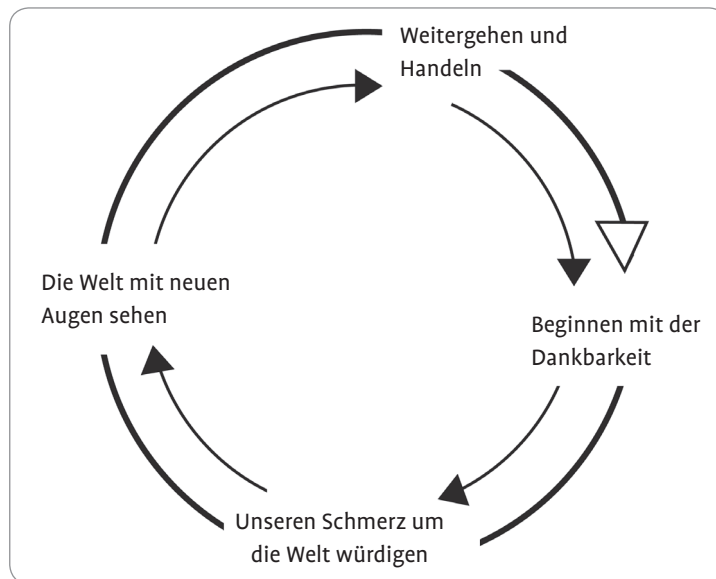 Weitergehen und
Handeln
Die Welt mit neuen
Augen sehen
Beginnen mit der
Dankbarkeit
Unseren Schmerz um
die Welt würdigen